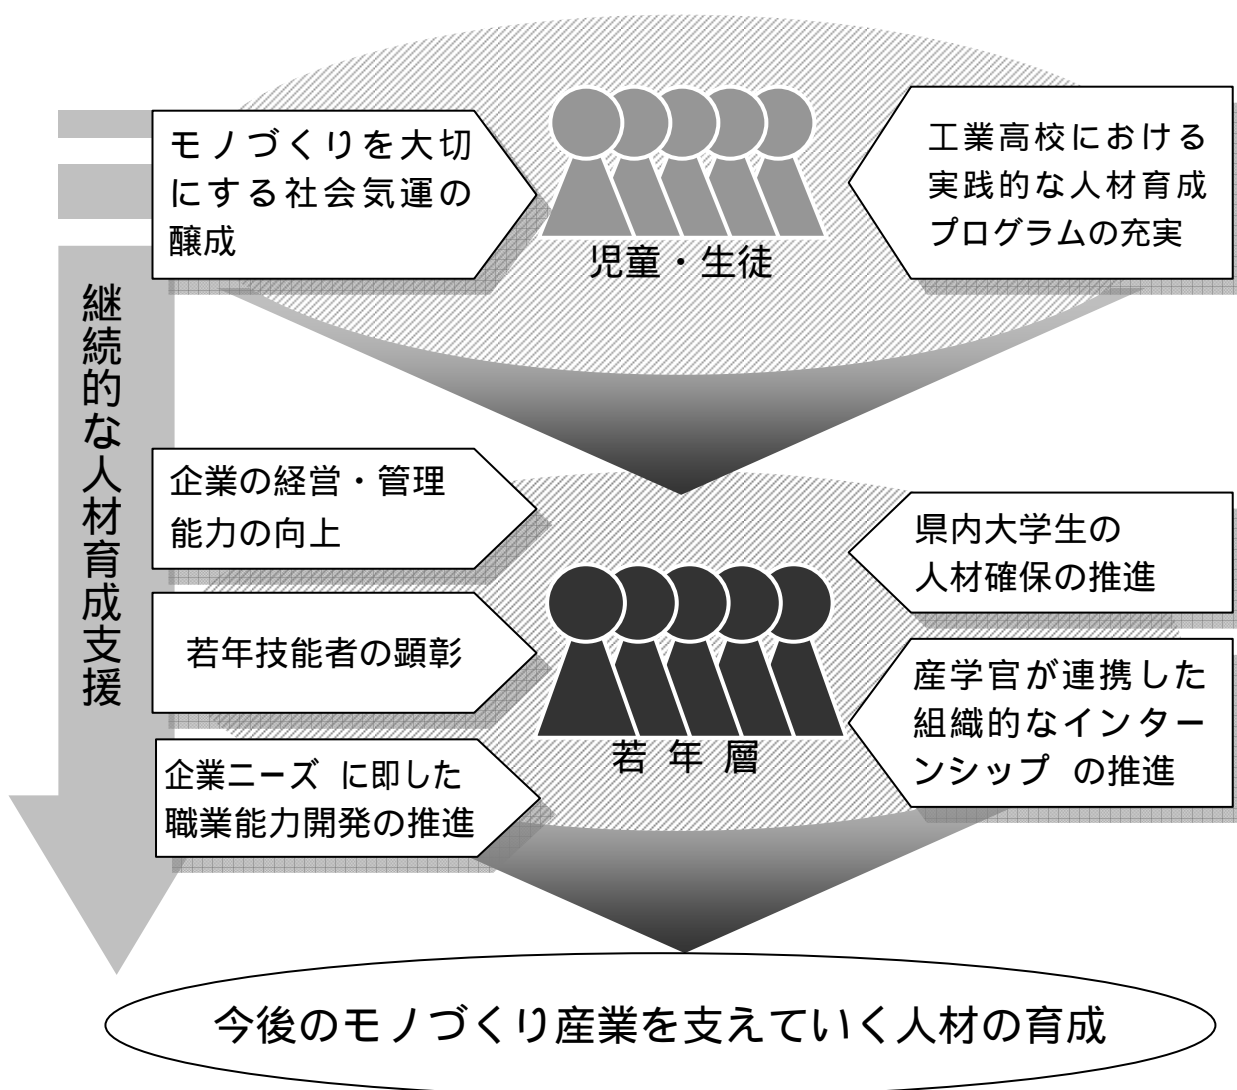 モノづくりを大切
にする社会気運の
醸成
児童・生徒
工業高校における
実践的な人材育成
プログラムの充実
継続的な人材育成支援
企業の経営・管理
能力の向上
若年技能者の顕彰
企業ニーズ に即した
職業能力開発の推進
若 年 層
県内大学生の
人材確保の推進
産学官が連携した
組織的なインター
ンシップ の推進
今後のモノづくり産業を支えていく人材の育成